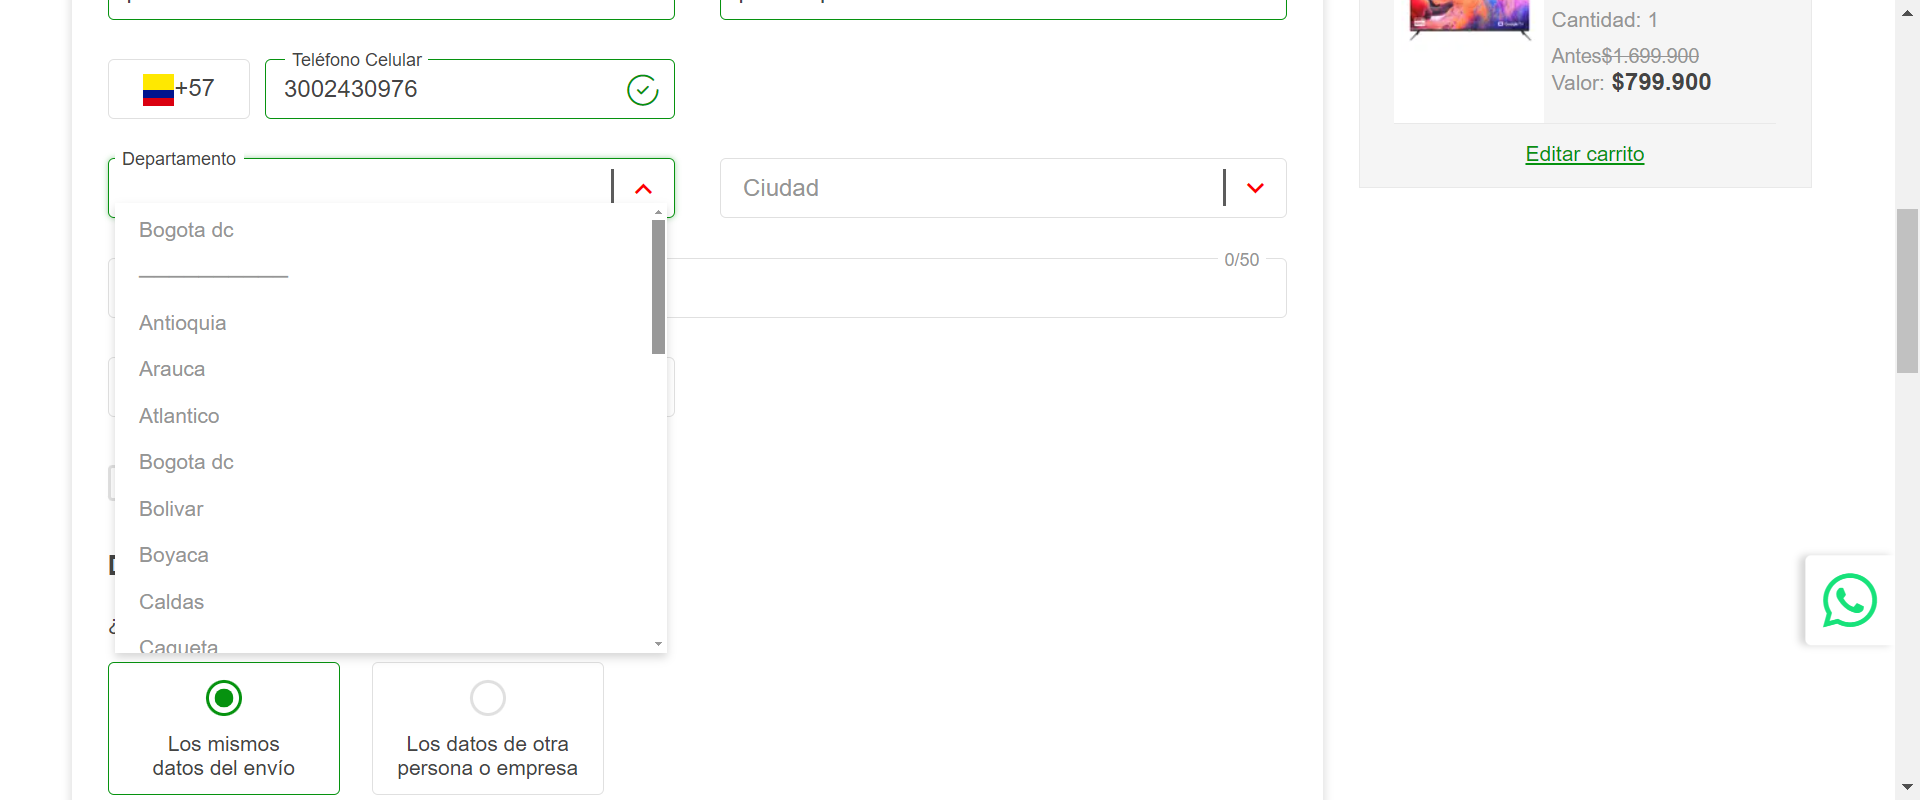 Teléfono Celular
+57
3002430976
Departamento
Ciudad
Bogota dc
Antioquia
Arauca
Atlantico
Bogota dc
Bolivar
Boyaca
Caldas
Caqueta
0/50
Los mismos
datos del envío
Los datos de otra
persona o empresa
Cantidad: 1
Antes$1.699.900
Valor: $799.900
Editar carrito